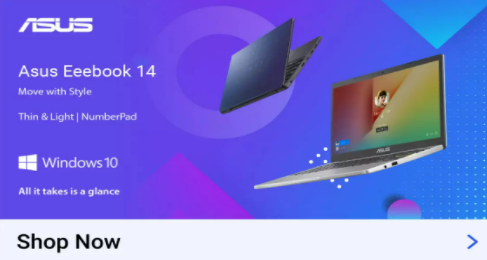 ASUS
Asus Eeebook 14
Move with Style
Thin & Light | NumberPad
Windows 10
All it takes is a glance
ASUS
Shop Now